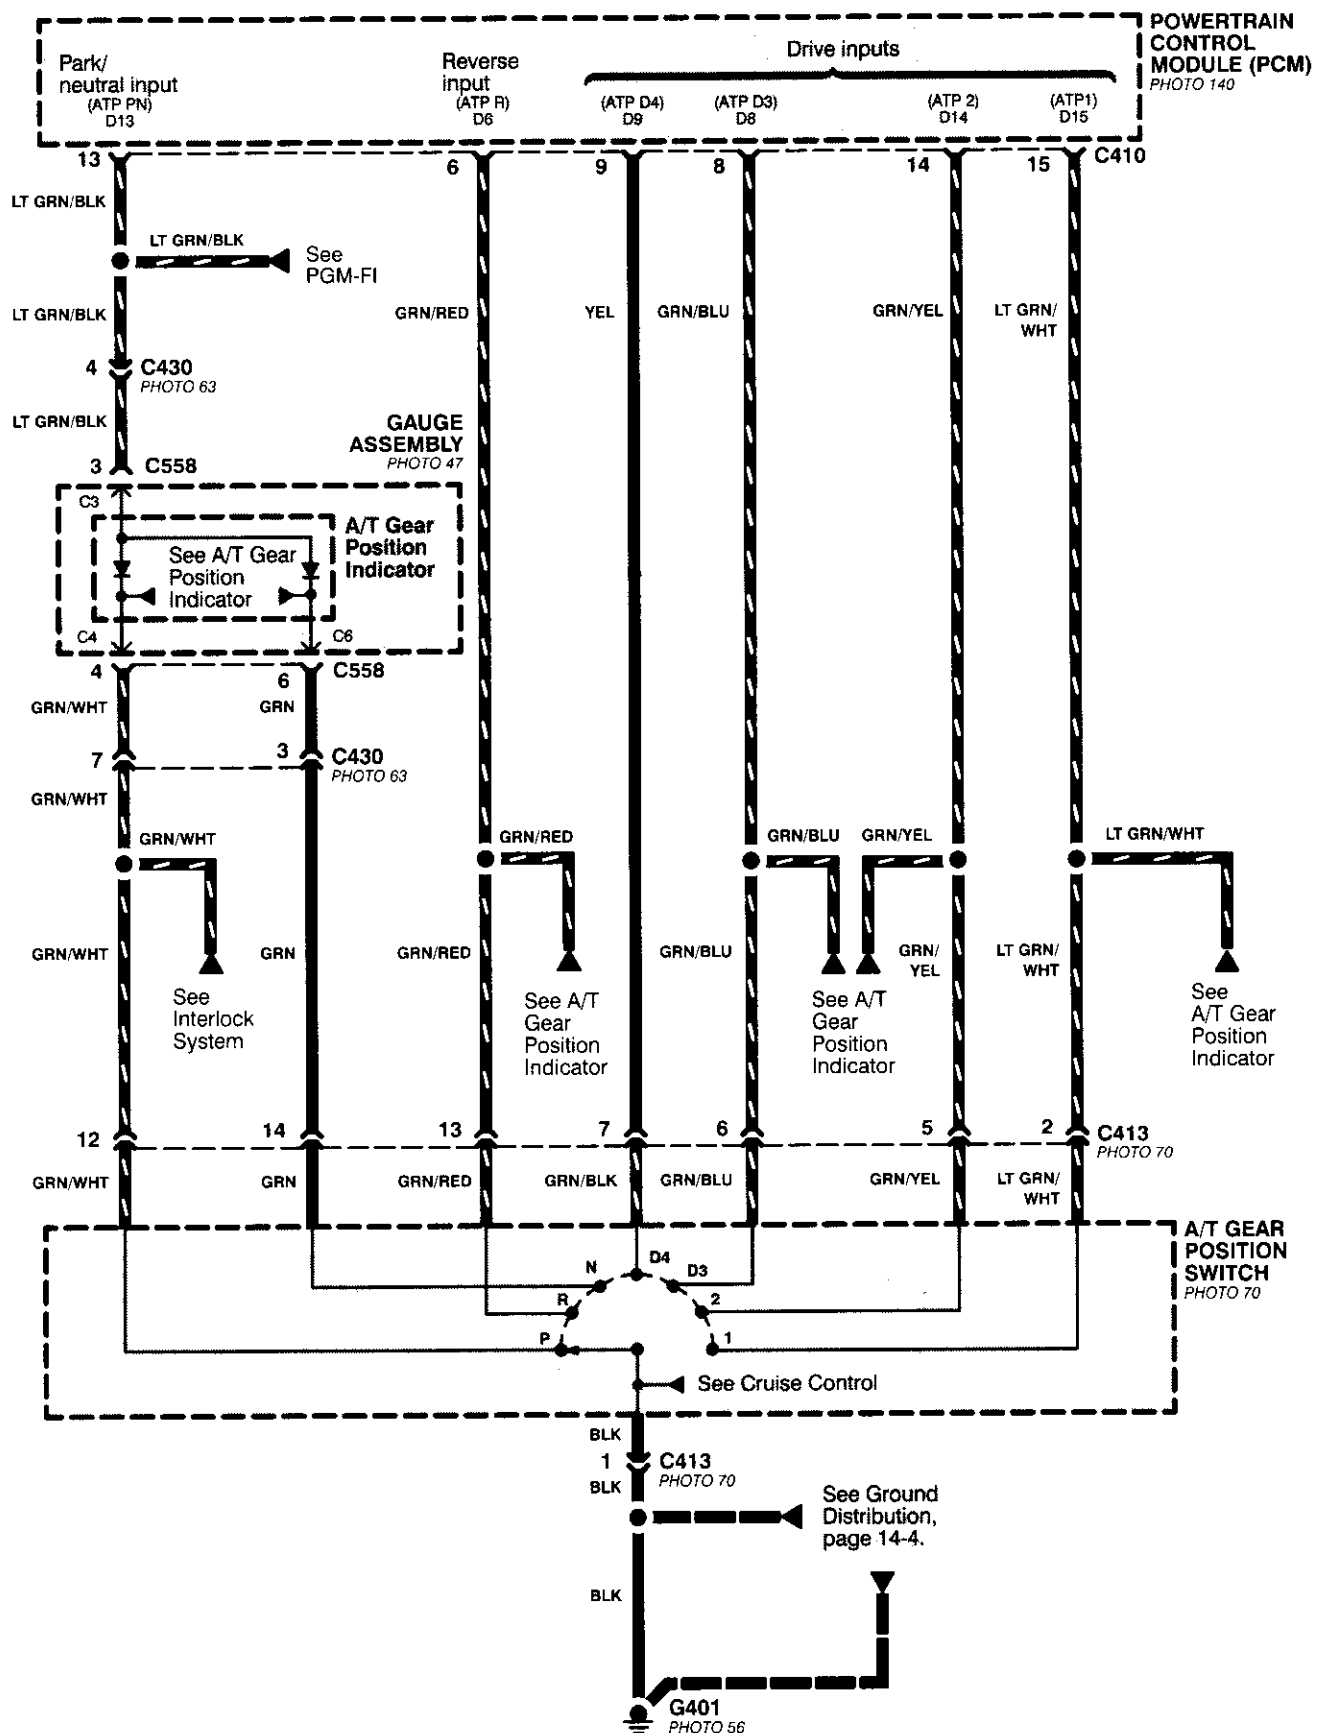 POWERTRAIN
CONTROL
MODULE (PCM)
PHOTO 140
Park/
neutral input
(ATP PN)
D13
Reverse
input
(ATP R)
D6
Drive inputs
(ATP D4)
D9
(ATP D3)
D8
(ATP 2)
D14
(ATP1)
D15
13
6
9
8
14
15
C410
LT GRN/BLK
LT GRN/BLK
See
PGM-FI
LT GRN/BLK
GRN/RED
YEL
GRN/BLU
GRN/YEL
LT GRN/
WHT
4
C430
PHOTO 63
LT GRN/BLK
GAUGE
ASSEMBLY
PHOTO 47
3
C558
C3
A/T Gear
Position
Indicator
See A/T Gear
Position
Indicator
C4
C6
4
6
C558
GRN/WHT
GRN
7
3
C430
PHOTO 63
GRN/WHT
GRN/WHT
GRN/RED
GRN/BLU
GRN/YEL
LT GRN/WHT
GRN/WHT
GRN
GRN/RED
GRN/BLU
GRN/
YEL
LT GRN/
WHT
See
Interlock
System
See A/T
Gear
Position
Indicator
See A/T
Gear
Position
Indicator
See
A/T Gear
Position
Indicator
12
14
13
7
6
5
2
C413
PHOTO 70
GRN/WHT
GRN
GRN/RED
GRN/BLK
GRN/BLU
GRN/YEL
LT GRN/
WHT
A/T GEAR
POSITION
SWITCH
PHOTO 70
P
R
N
D4
D3
2
1
See Cruise Control
BLK
1
C413
PHOTO 70
BLK
See Ground
Distribution,
page 14-4.
BLK
G401
PHOTO 56